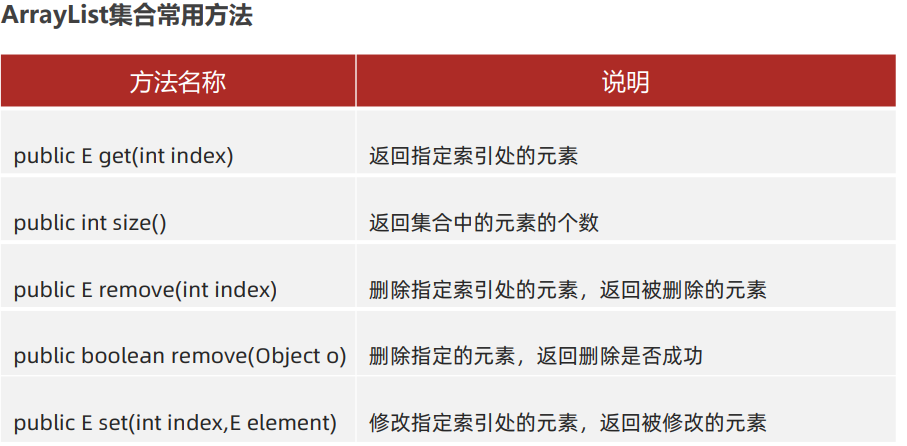 ArrayList集合常用方法
方法名称 说明
public E get(int index) 返回指定索引处的元素
public int size() 返回集合中的元素的个数
public E remove(int index) 删除指定索引处的元素，返回被删除的元素
public boolean remove(Object o) 删除指定的元素，返回删除是否成功
public E set(int index,E element) 修改指定索引处的元素，返回被修改的元素